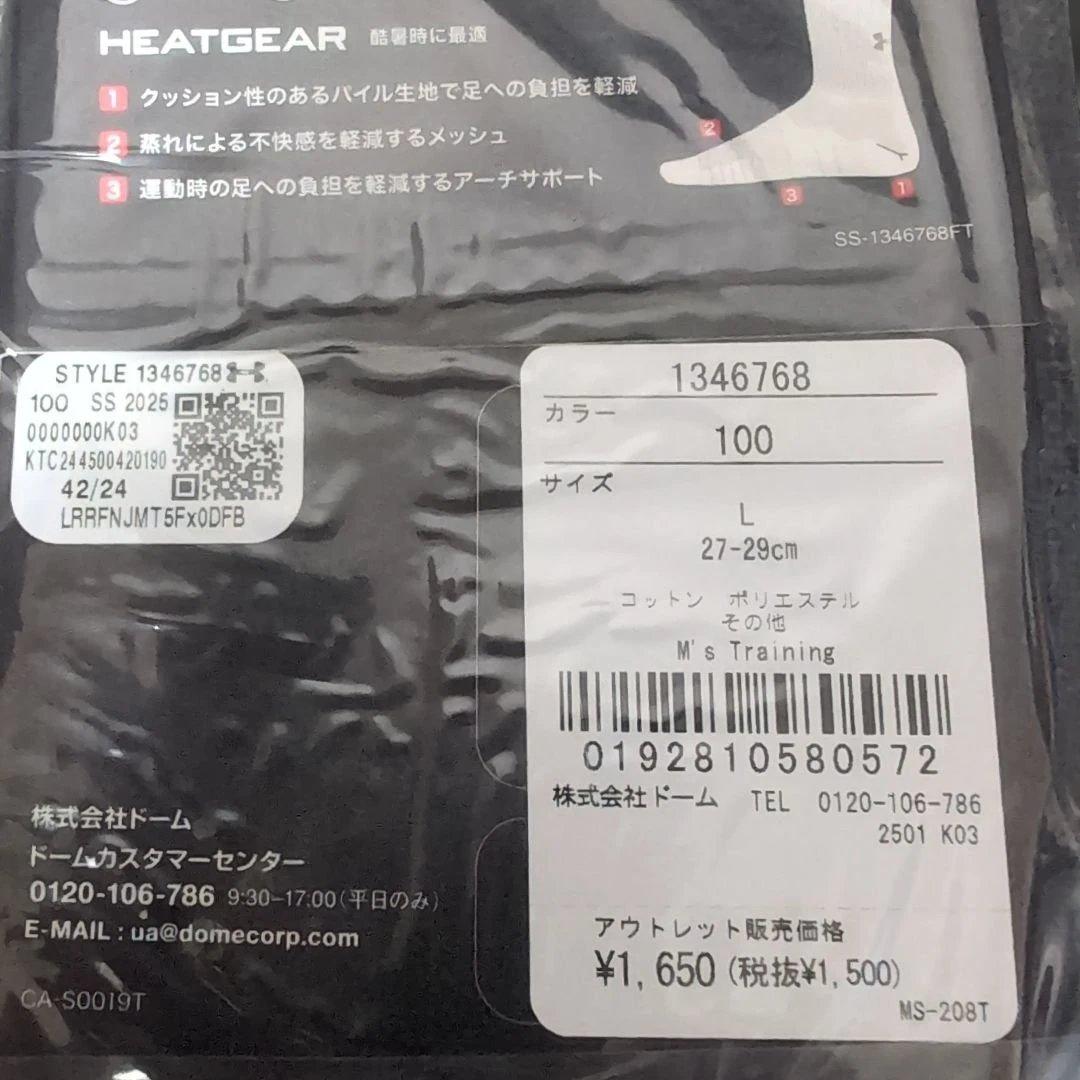 HEATGEAR 酷暑時に最適
1 クッション性のあるパイル生地で足への負担を軽減
2 蒸れによる不快感を軽減するメッシュ
3 運動時の足への負担を軽減するアーチサポート
2
3
1
SS-1346768FT
STYLE 1346768
100 SS 2025
0000000K03
KTC244500420190
42/24
LRRFNJMT5Fx0DFB
1346768
カラー
100
サイズ
L
27-29cm
コットン ポリエステル
その他
M's Training
0192810580572
株式会社ドーム TEL 0120-106-786
2501 K03
アウトレット販売価格
¥1,650 (税抜¥1,500)
MS-208T
株式会社ドーム
ドームカスタマーセンター
0120-106-786 9:30–17:00(平日のみ)
E-MAIL : ua@domecorp.com
CA-S0019T